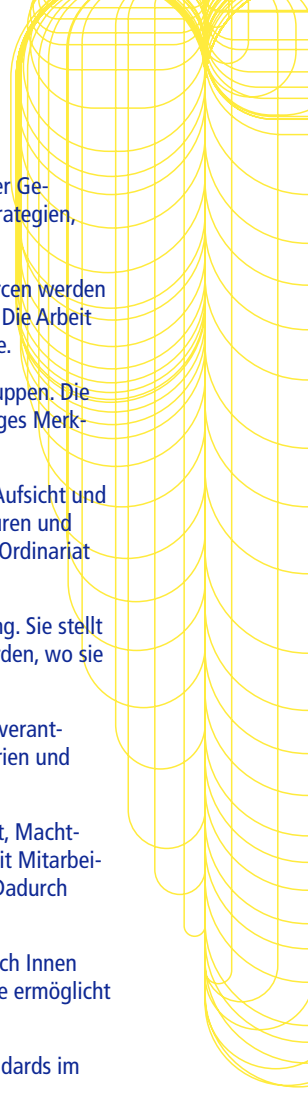 er Ge-
rategien,
rcen werden
Die Arbeit
e.
uppen. Die
ges Merk-
Aufsicht und
uren und
Ordinariat
ng. Sie stellt
rden, wo sie
verant-
rien und
t, Macht-
it Mitarbei-
Dadurch
ch Innen
e ermöglicht
dards im